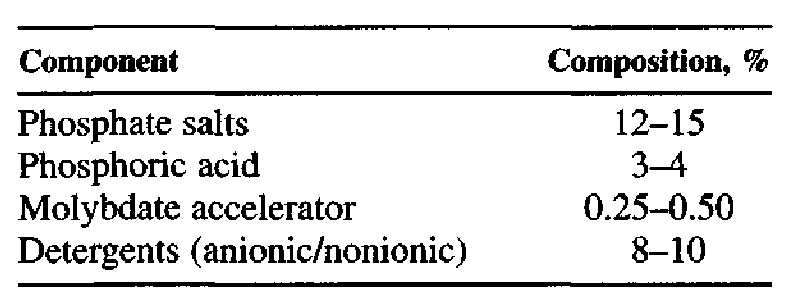 Component Composition, %
Phosphate salts 12–15
Phosphoric acid 3–4
Molybdate accelerator 0.25–0.50
Detergents (anionic/nonionic) 8–10